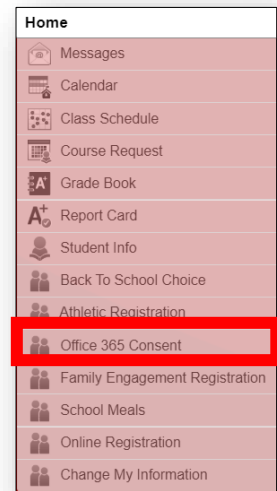 Home
Messages
Calendar
Class Schedule
Course Request
Grade Book
Report Card
Student Info
Back To School Choice
Athletic Registration
Office 365 Consent
Family Engagement Registration
School Meals
Online Registration
Change My Information